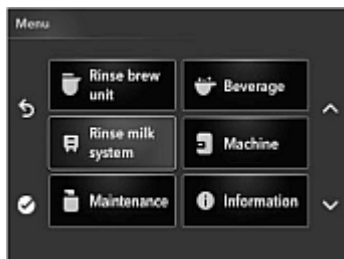 Menu
Rinse brew
unit
Beverage
Rinse milk
system
Machine
Maintenance
Information